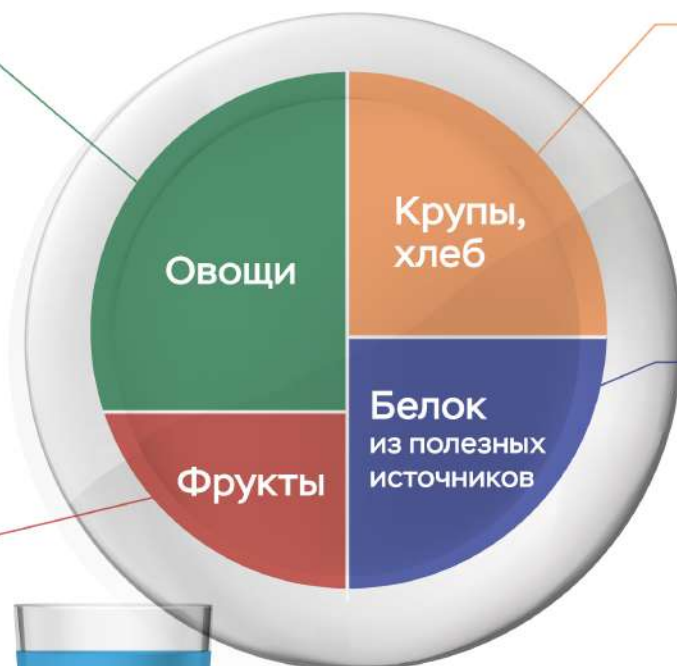 Овощи
Крупы,
хлеб
Фрукты
Белок
из полезных
источников